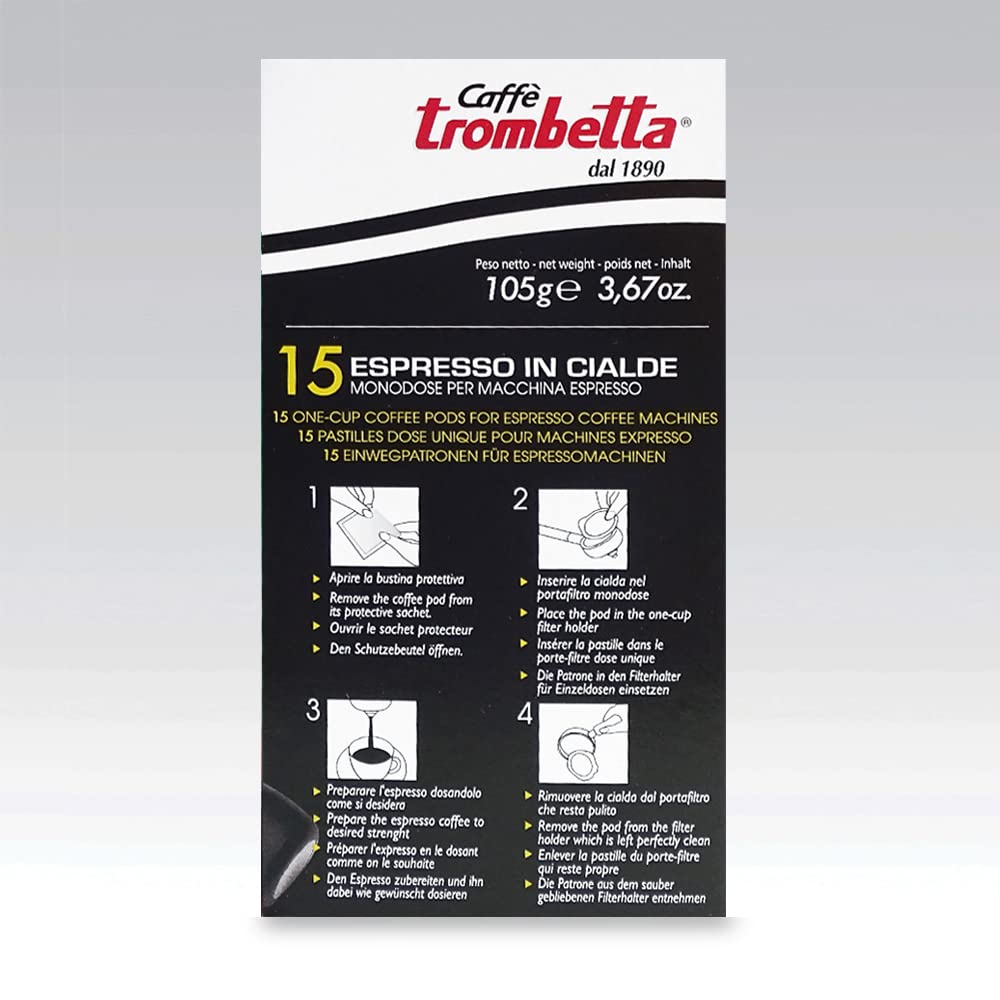 Caffè
trombetta®
dal 1890
Peso netto - net weight - poids net - Inhalt
105g℮ 3,67oz.
15 ESPRESSO IN CIALDE
MONODOSE PER MACCHINA ESPRESSO
15 ONE-CUP COFFEE PODS FOR ESPRESSO COFFEE MACHINES
15 PASTILLES DOSE UNIQUE POUR MACHINES EXPRESSO
15 EINWEGPATRONEN FÜR ESPRESSOMACHINEN
1
Aprire la bustina protettiva
Remove the coffee pod from
its protective sachet.
Ouvrir le sachet protecteur
Den Schutzebeutel öffnen.
2
Inserire la cialda nel
portafiltro monodose
Place the pod in the one-cup
filter holder
Insérer la pastille dans le
porte-filtre dose unique
Die Patrone in den Filterhalter
für Einzeldosen einsetzen
3
Preparare l'espresso dosandolo
come si desidera
Prepare the espresso coffee to
desired strenght
Préparer l'expresso en le dosant
comme on le souhaite
Den Espresso zubereiten und ihn
dabei wie gewünscht dosieren
4
Rimuovere la cialda dal portafiltro
che resta pulito
Remove the pod from the filter
holder which is left perfectly clean
Enlever la pastille du porte-filtre
qui reste propre
Die Patrone aus dem sauber
gebliebenen Filterhalter entnehmen